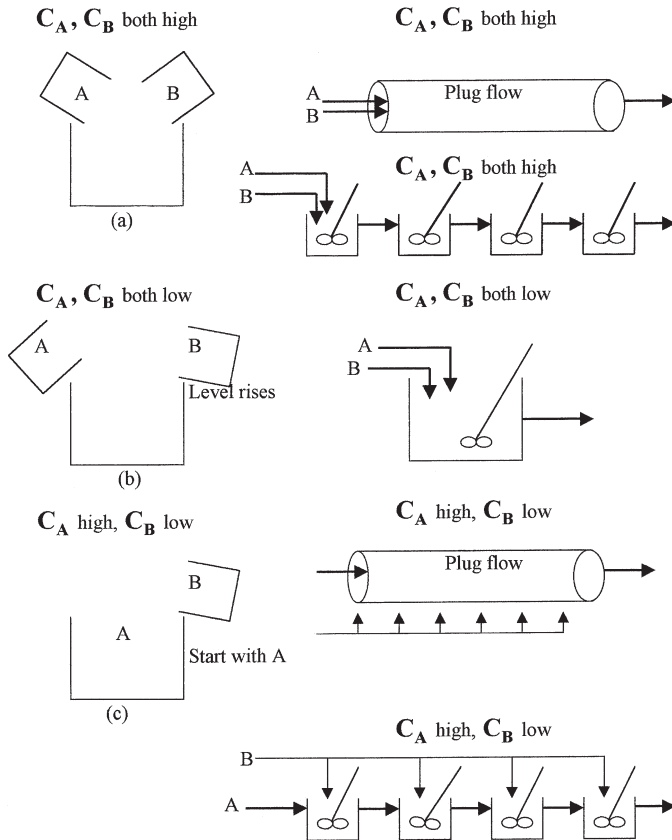 C_A, C_B both high
A
B
(a)
C_A, C_B both high
A
B
Plug flow
C_A, C_B both high
A
B
C_A, C_B both low
A
B
Level rises
(b)
C_A, C_B both low
A
B
C_A high, C_B low
B
A
Start with A
(c)
C_A high, C_B low
Plug flow
C_A high, C_B low
B
A